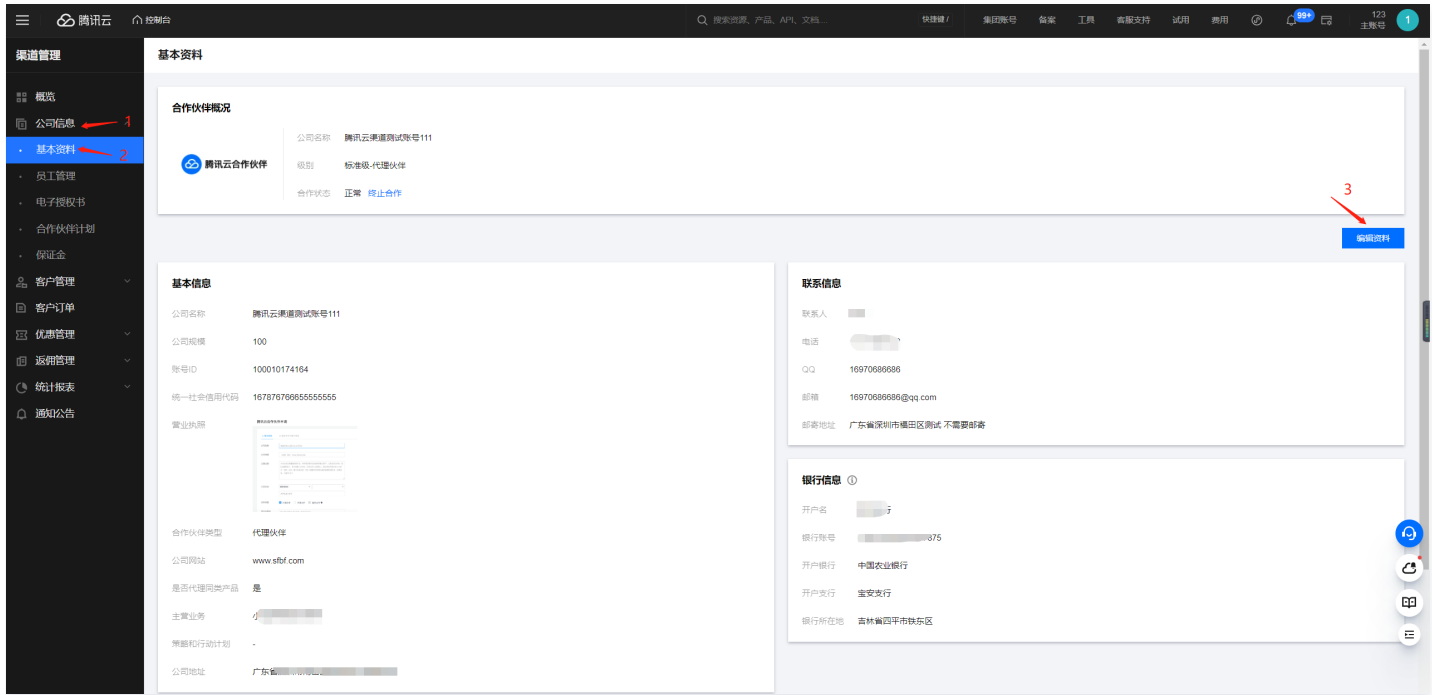 腾讯云 控制台 搜索资源、产品、API、文档... 快捷键 / 集团账号 备案 工具 客服支持 试用 费用 99+ 123 主账号 1
渠道管理
基本资料
概览
公司信息 1
基本资料 2
员工管理
电子授权书
合作伙伴计划
保证金
客户管理
客户订单
优惠管理
返佣管理
统计报表
通知公告
合作伙伴概况
腾讯云合作伙伴
公司名称 腾讯云渠道测试账号111
级别 标准级-代理伙伴
合作状态 正常 终止合作
3
编辑资料
基本信息
公司名称 腾讯云渠道测试账号111
公司规模 100
账号ID 100010174164
统一社会信用代码 167876766655555555
营业执照
合作伙伴类型 代理伙伴
公司网站 www.sfbf.com
是否代理同类产品 是
主营业务
策略和行动计划 -
公司地址 广东省
联系信息
联系人
电话
QQ 16970686686
邮箱 16970686686@qq.com
邮寄地址 广东省深圳市福田区测试 不需要邮寄
银行信息
开户名 行
银行账号 875
开户银行 中国农业银行
开户支行 宝安支行
银行所在地 吉林省四平市铁东区